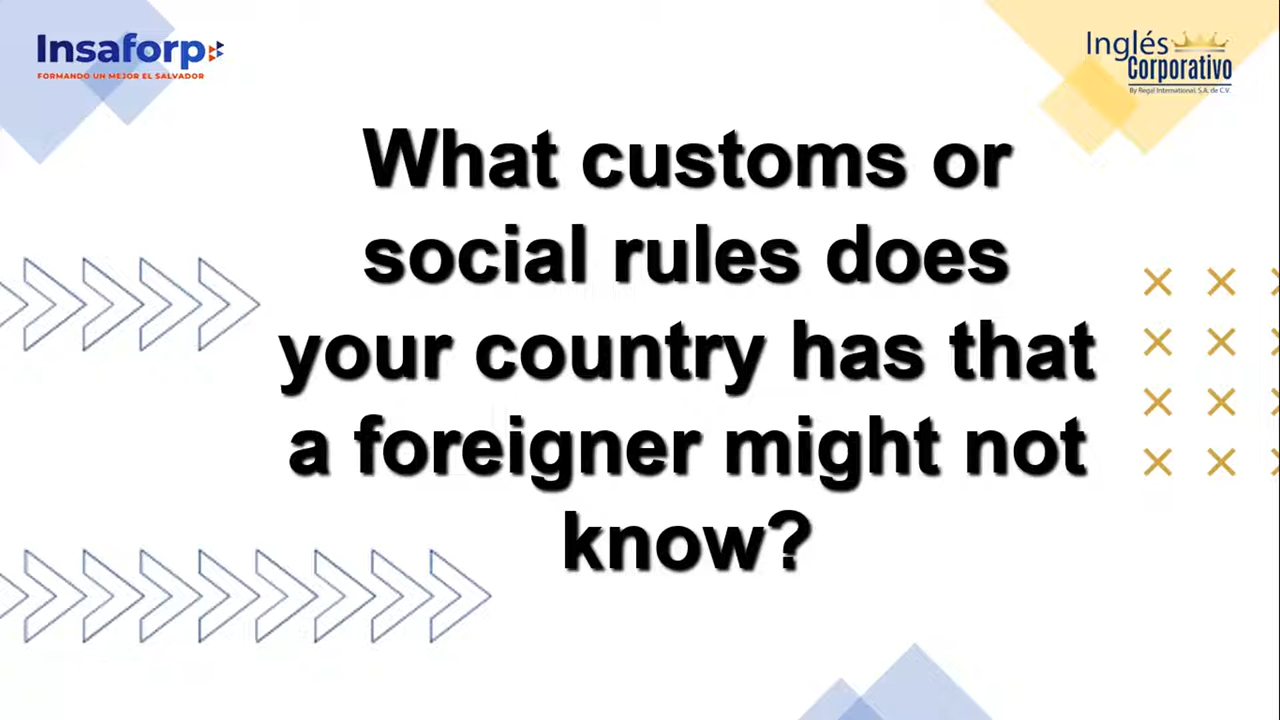 Insaforp
FORMANDO UN MEJOR EL SALVADOR
Inglés
Corporativo
By Regal International, S.A. de C.V.
What customs or
social rules does
your country has that
a foreigner might not
know?